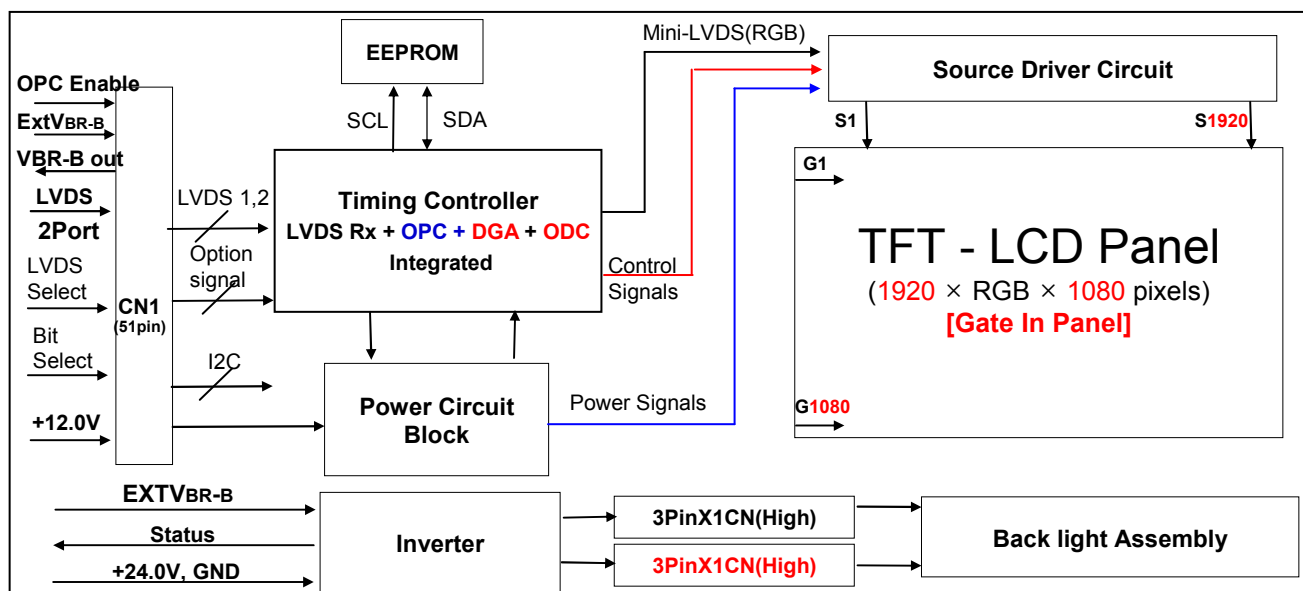 Mini-LVDS(RGB)
EEPROM
Source Driver Circuit
OPC Enable
SCL
SDA
S1
S1920
ExtVBR-B
VBR-B out
G1
LVDS
2Port
LVDS 1,2
Timing Controller
LVDS Rx + OPC + DGA + ODC
Integrated
TFT - LCD Panel
(1920 × RGB × 1080 pixels)
[Gate In Panel]
Option
signal
Control
Signals
LVDS
Select
CN1
(51pin)
Bit
Select
I2C
Power Circuit
Block
Power Signals
G1080
+12.0V
EXTVBR-B
Status
+24.0V, GND
Inverter
3PinX1CN(High)
3PinX1CN(High)
Back light Assembly